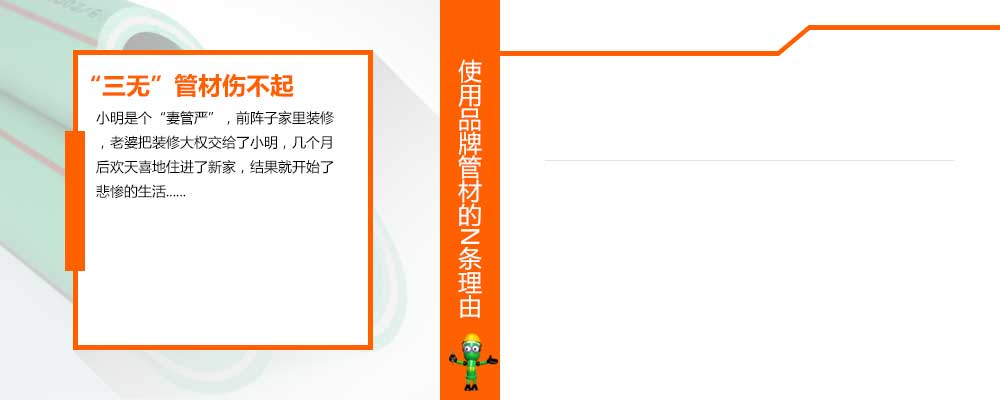 “三无”管材伤不起
小明是个“妻管严”，前阵子家里装修
，老婆把装修大权交给了小明，几个月
后欢天喜地住进了新家，结果就开始了
悲惨的生活......
使用品牌管材的N条理由